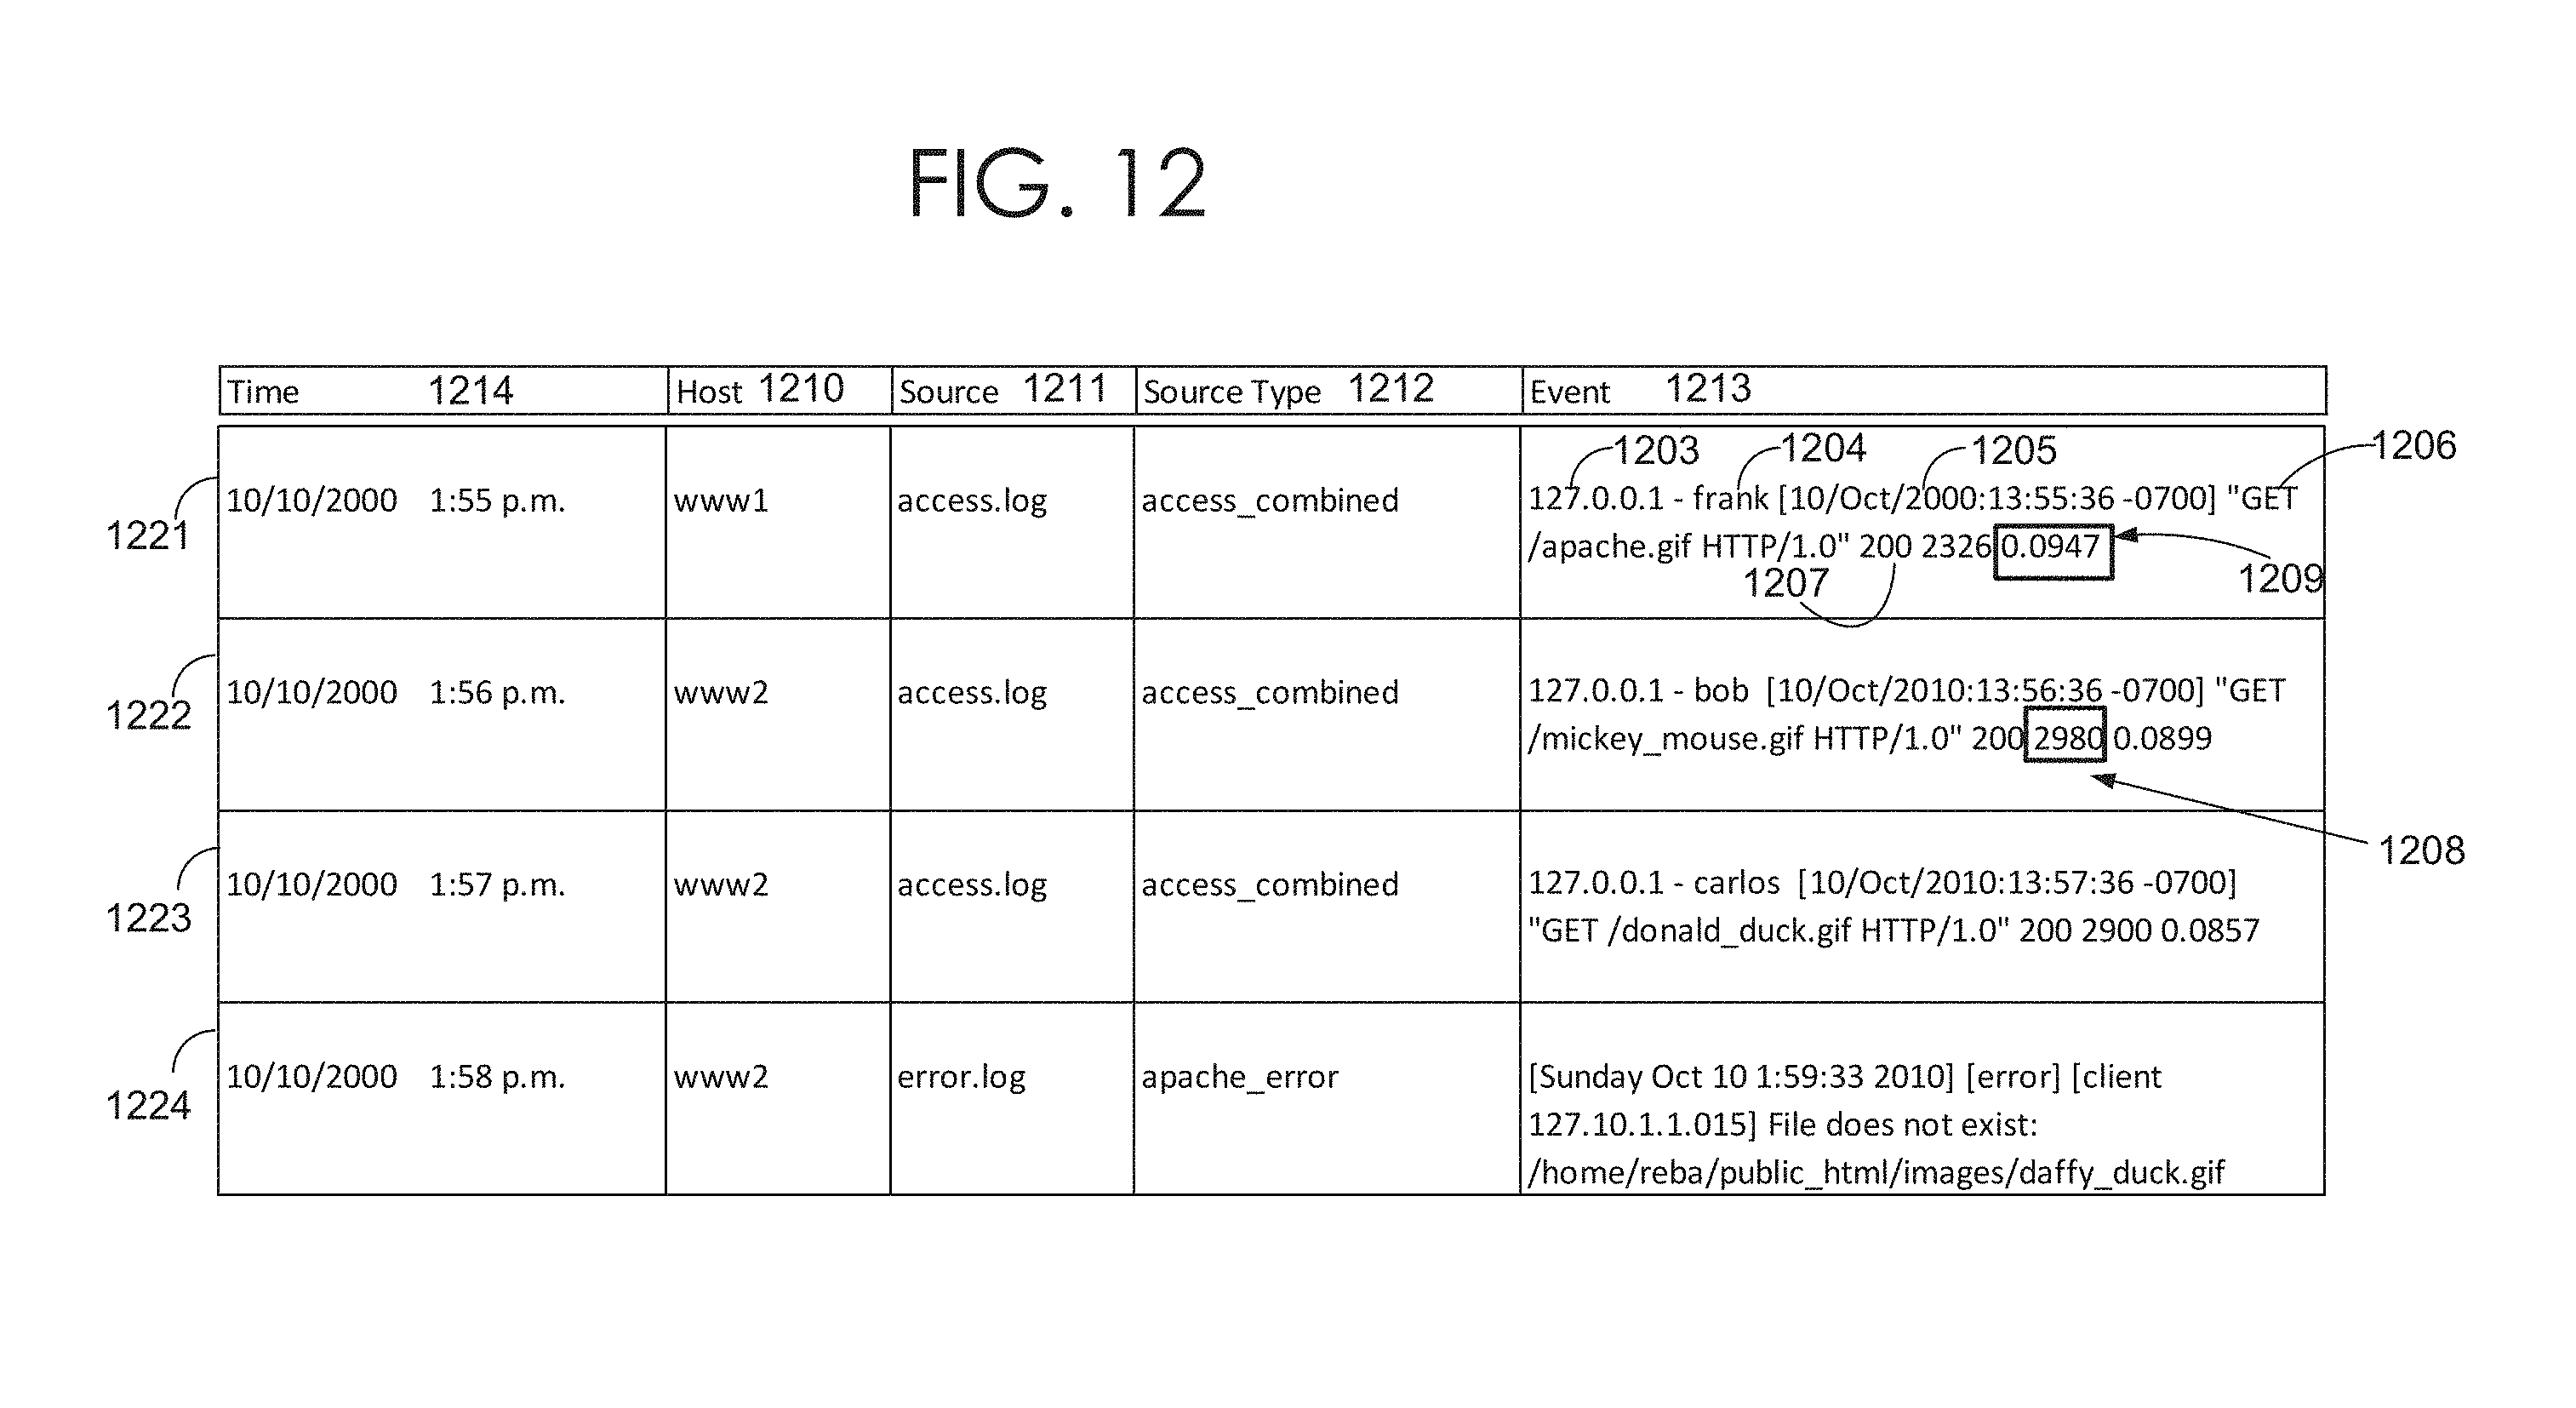 FIG. 12
Time 1214 Host 1210 Source 1211 Source Type 1212 Event 1213
1203 1204 1205 1206
1221 10/10/2000 1:55 p.m. www1 access.log access_combined 127.0.0.1 - frank [10/Oct/2000:13:55:36 -0700] "GET
/apache.gif HTTP/1.0" 200 2326 0.0947
1207 1209
1222 10/10/2000 1:56 p.m. www2 access.log access_combined 127.0.0.1 - bob [10/Oct/2010:13:56:36 -0700] "GET
/mickey_mouse.gif HTTP/1.0" 200 2980 0.0899
1208
1223 10/10/2000 1:57 p.m. www2 access.log access_combined 127.0.0.1 - carlos [10/Oct/2010:13:57:36 -0700]
"GET /donald_duck.gif HTTP/1.0" 200 2900 0.0857
1224 10/10/2000 1:58 p.m. www2 error.log apache_error [Sunday Oct 10 1:59:33 2010] [error] [client
127.10.1.1.015] File does not exist:
/home/reba/public_html/images/daffy_duck.gif